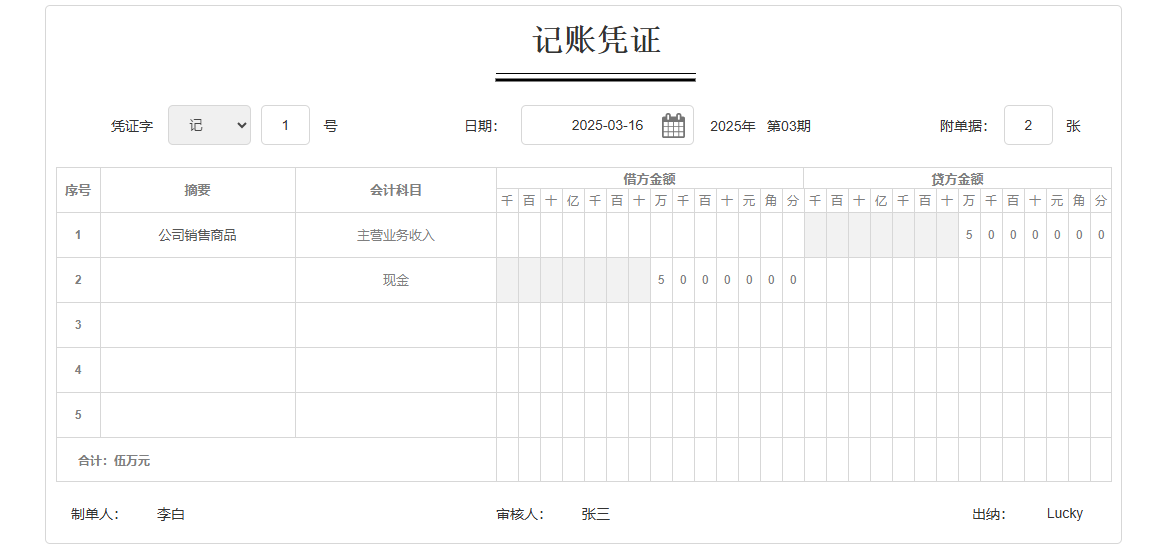 记账凭证
凭证字 记 1 号 日期: 2025-03-16 2025年 第03期 附单据: 2 张
序号 摘要 会计科目 借方金额 贷方金额
千 百 十 亿 千 百 十 万 千 百 十 元 角 分 千 百 十 亿 千 百 十 万 千 百 十 元 角 分
1 公司销售商品 主营业务收入 5 0 0 0 0 0 0
2 现金 5 0 0 0 0 0 0
3
4
5
合计: 伍万元
制单人: 李白 审核人: 张三 出纳: Lucky